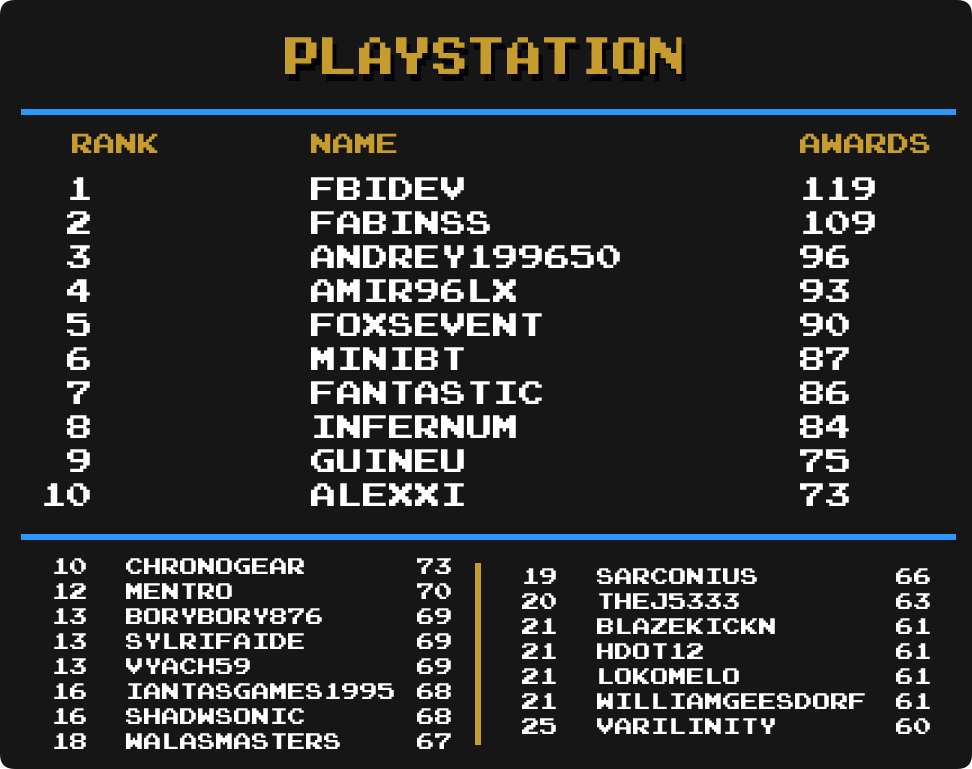 PLAYSTATION
RANK NAME AWARDS
1 FBIDEV 119
2 FABINSS 109
3 ANDREY199650 96
4 AMIR96LX 93
5 FOXSEVENT 90
6 MINIBT 87
7 FANTASTIC 86
8 INFERNUM 84
9 GUINEU 75
10 ALEXXI 73
10 CHRONOGEAR 73
12 MENTRO 70
13 BORYBORY876 69
13 SYLRIFAIDE 69
13 VYACH59 69
16 IANTASGAMES1995 68
16 SHADWSONIC 68
18 WALASMASTERS 67
19 SARCONIUS 66
20 THEJ5333 63
21 BLAZEKICKN 61
21 HDOT12 61
21 LOKOMELO 61
21 WILLIAMGEESDORF 61
25 VARILINITY 60